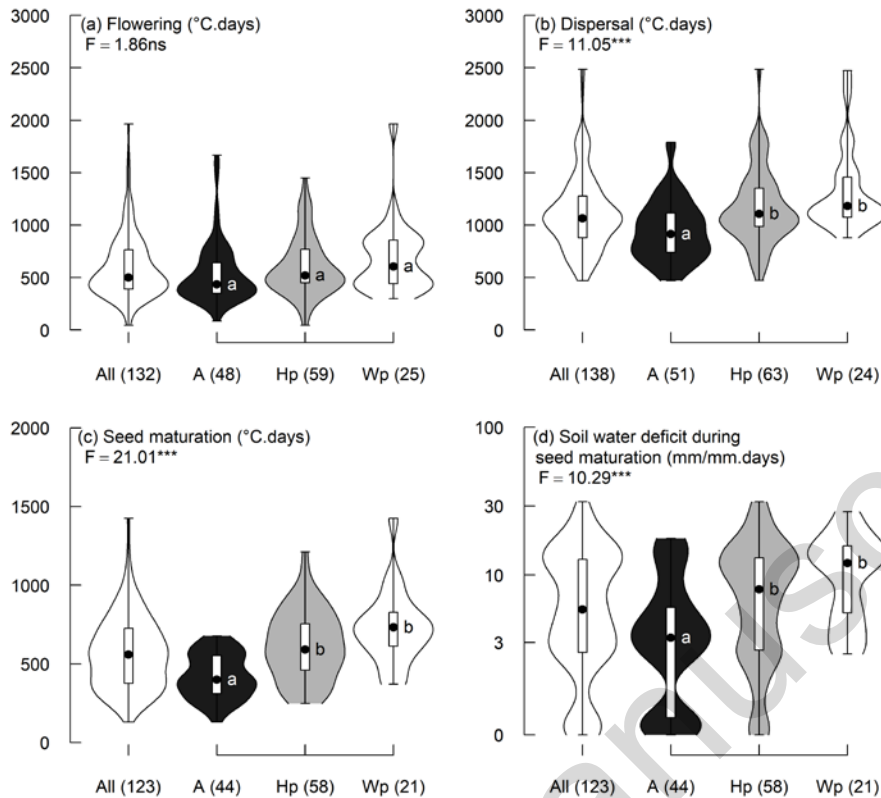 (a) Flowering (°C.days)
F = 1.86ns
3000
2500
2000
1500
1000
500
0
a
a
a
All (132)
A (48)
Hp (59)
Wp (25)
(b) Dispersal (°C.days)
F = 11.05***
3000
2500
2000
1500
1000
500
0
a
b
b
All (138)
A (51)
Hp (63)
Wp (24)
(c) Seed maturation (°C.days)
F = 21.01***
2000
1500
1000
500
0
a
b
b
All (123)
A (44)
Hp (58)
Wp (21)
(d) Soil water deficit during
seed maturation (mm/mm.days)
F = 10.29***
100
30
10
3
0
a
b
b
All (123)
A (44)
Hp (58)
Wp (21)